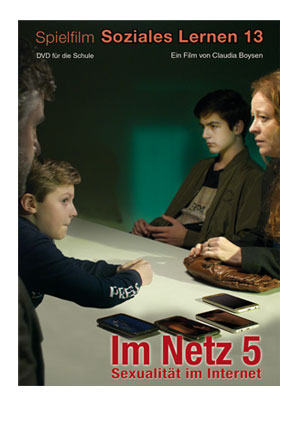 Spielfilm Soziales Lernen 13
DVD für die Schule
Ein Film von Claudia Boysen
PRES
Im Netz 5
Sexualität im Internet